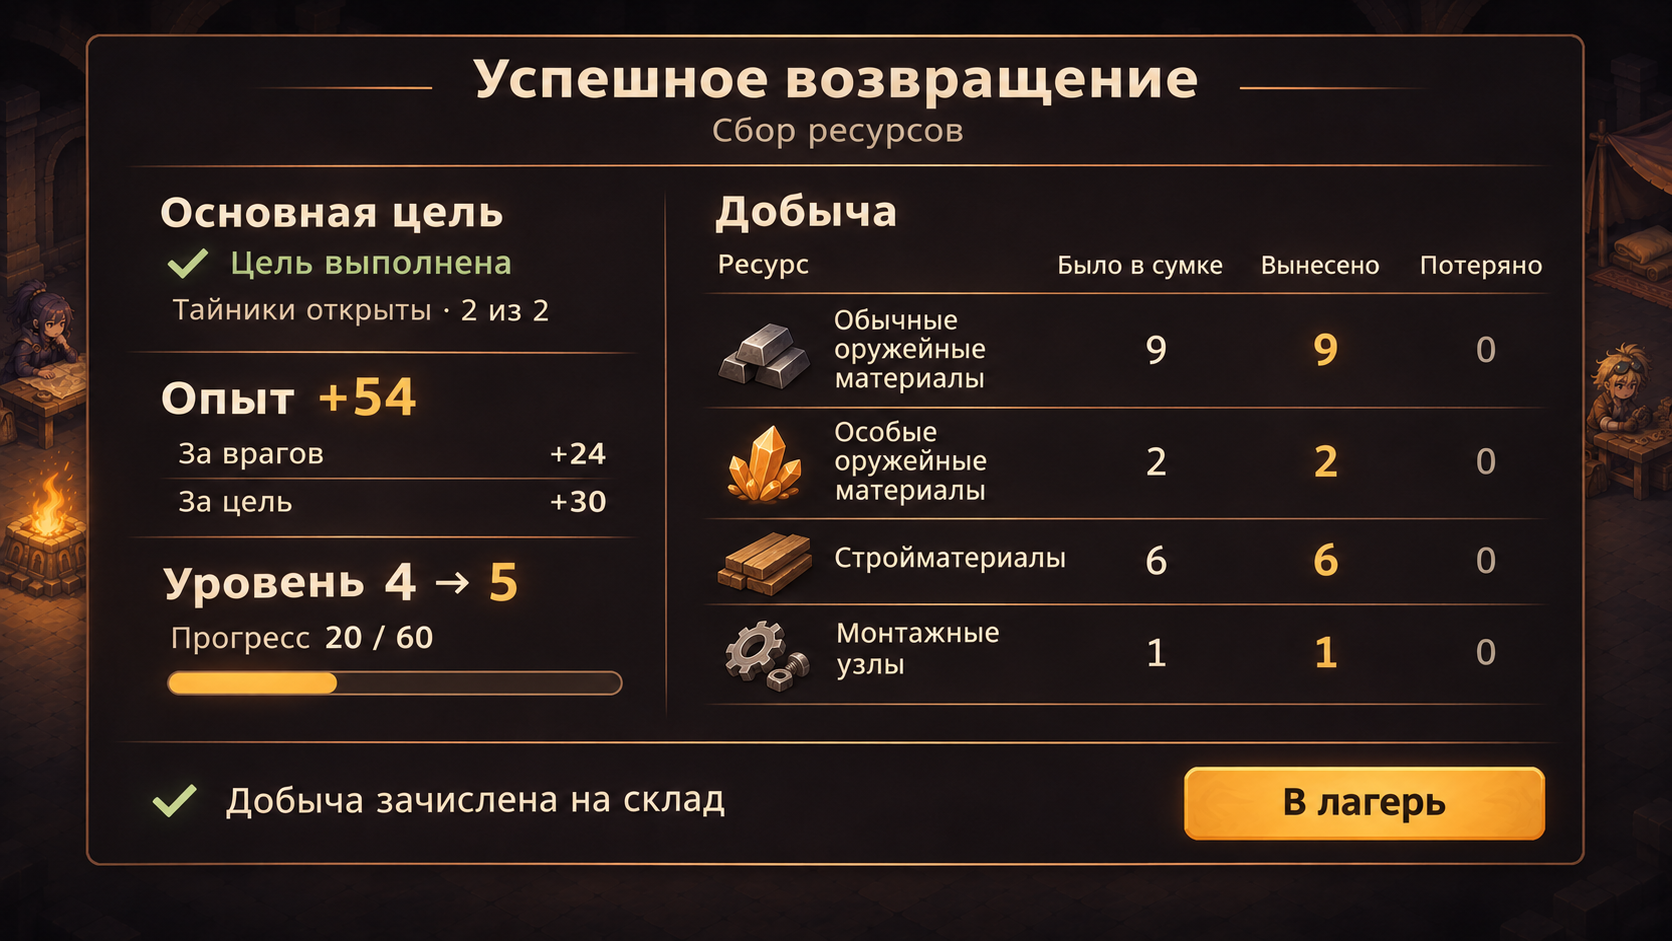 Успешное возвращение
Сбор ресурсов
Основная цель
Цель выполнена
Тайники открыты · 2 из 2
Опыт +54
За врагов +24
За цель +30
Уровень 4 → 5
Прогресс 20 / 60
Добыча
Ресурс Было в сумке Вынесено Потеряно
Обычные
оружейные
материалы
9 9 0
Особые
оружейные
материалы
2 2 0
Стройматериалы 6 6 0
Монтажные
узлы
1 1 0
Добыча зачислена на склад
В лагерь